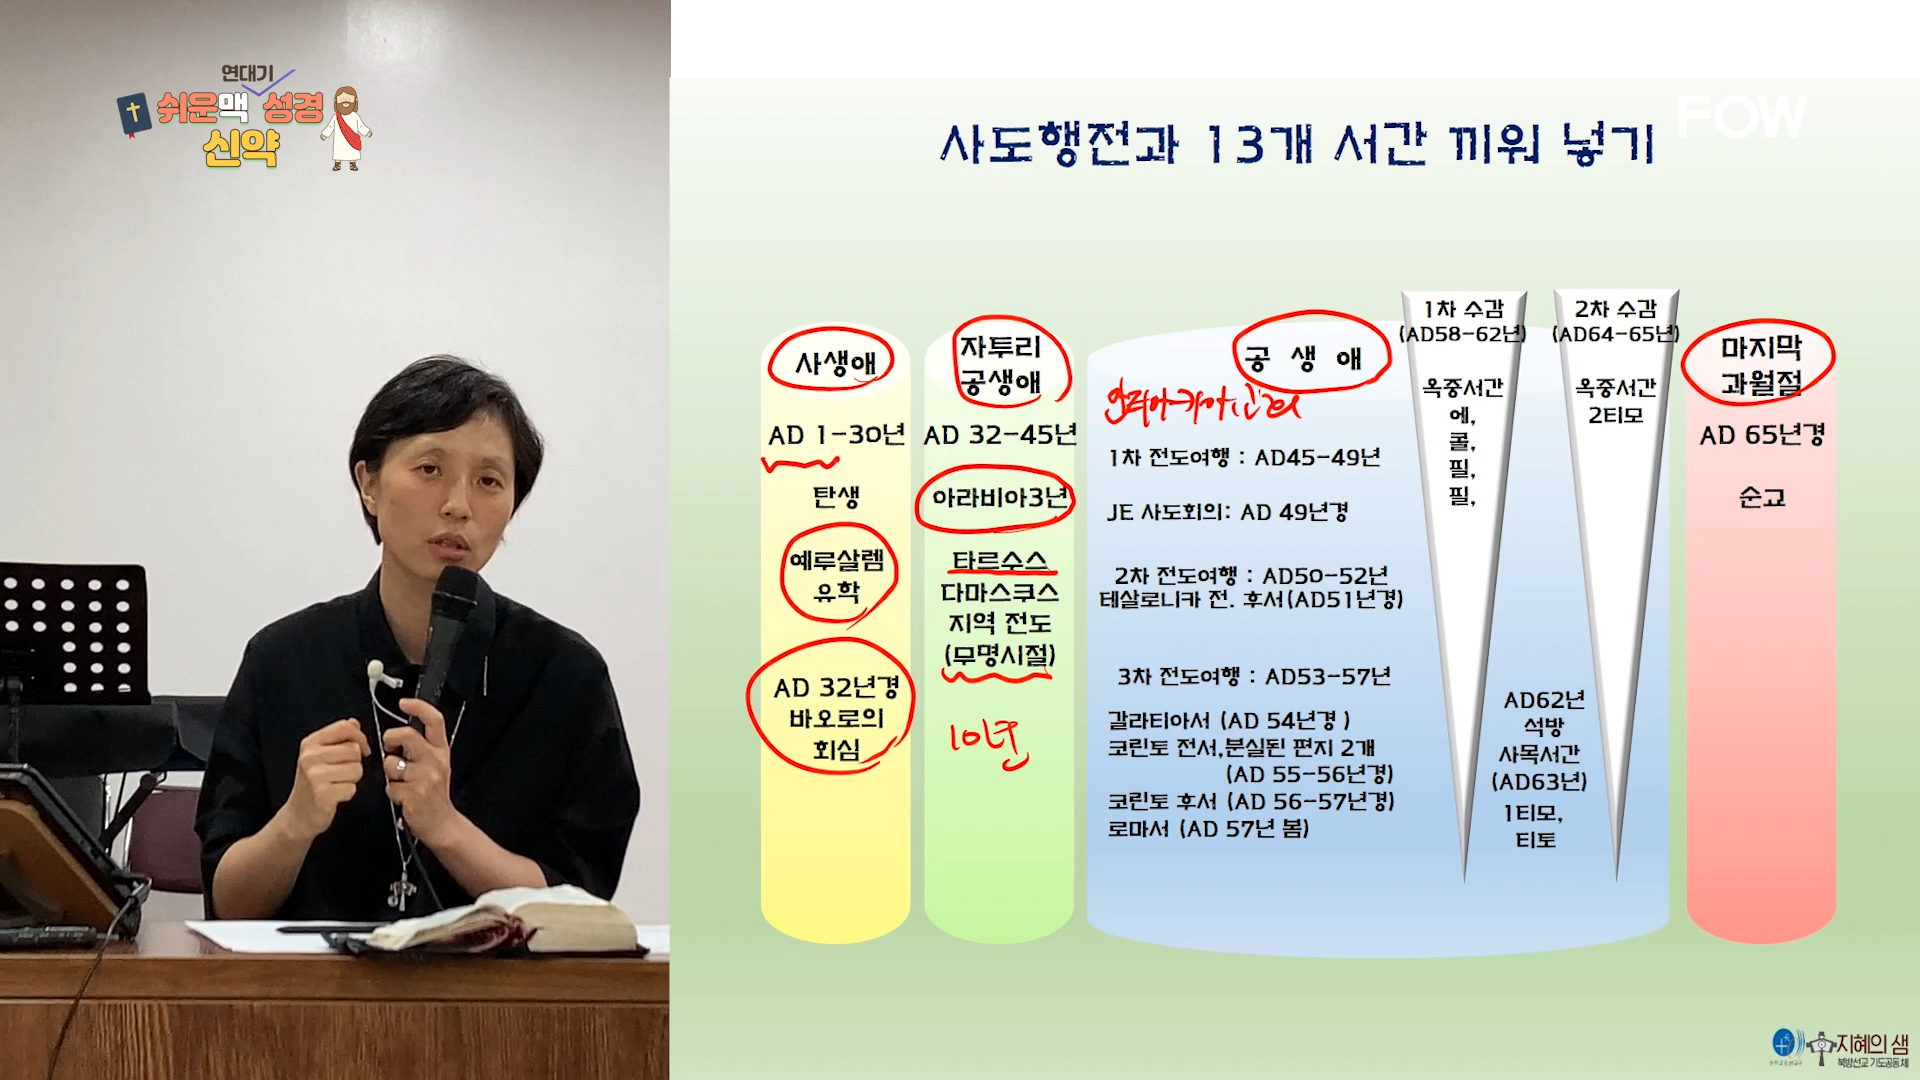 연대기
쉬운맥 성경
신약
FOW
사도행전과 13개 서간 끼워 넣기
사생애
AD 1-30년
탄생
예루살렘
유학
AD 32년경
바오로의
회심
자투리
공생애
AD 32-45년
아라비아3년
타르수스
다마스쿠스
지역 전도
(무명시절)
10년
공 생 애
1차 전도여행 : AD45-49년
JE 사도회의: AD 49년경
2차 전도여행 : AD50-52년
테살로니카 전. 후서(AD51년경)
3차 전도여행 : AD53-57년
갈라티아서 (AD 54년경 )
코린토 전서,분실된 편지 2개
(AD 55-56년경)
코린토 후서 (AD 56-57년경)
로마서 (AD 57년 봄)
1차 수감
(AD58-62년)
옥중서간
에,
콜,
필,
필,
AD62년
석방
사목서간
(AD63년)
1티모,
티토
2차 수감
(AD64-65년)
옥중서간
2티모
마지막
과월절
AD 65년경
순교
지혜의 샘
북방선교 기도공동체